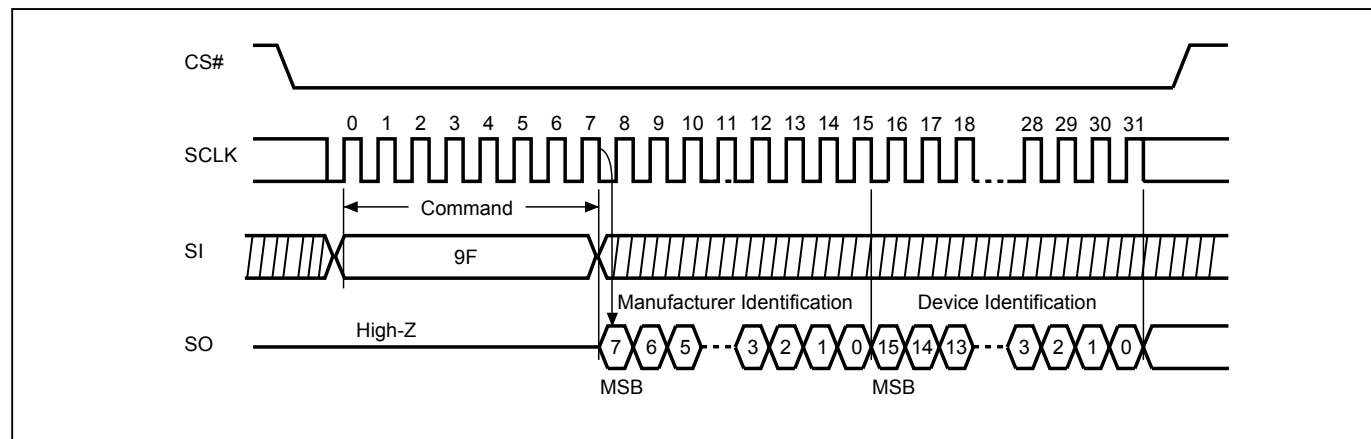 CS#
0 1 2 3 4 5 6 7 8 9 10 11 12 13 14 15 16 17 18 28 29 30 31
SCLK
Command
SI
9F
Manufacturer Identification Device Identification
High-Z
SO
7 6 5 3 2 1 0 15 14 13 3 2 1 0
MSB MSB